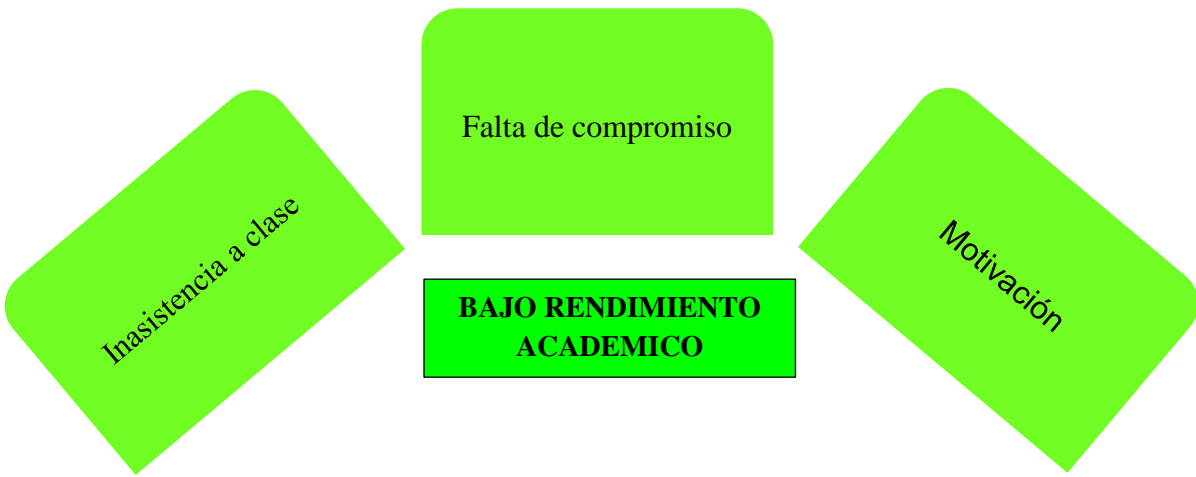 Falta de compromiso
Inasistencia a clase
Motivación
BAJO RENDIMIENTO
ACADEMICO